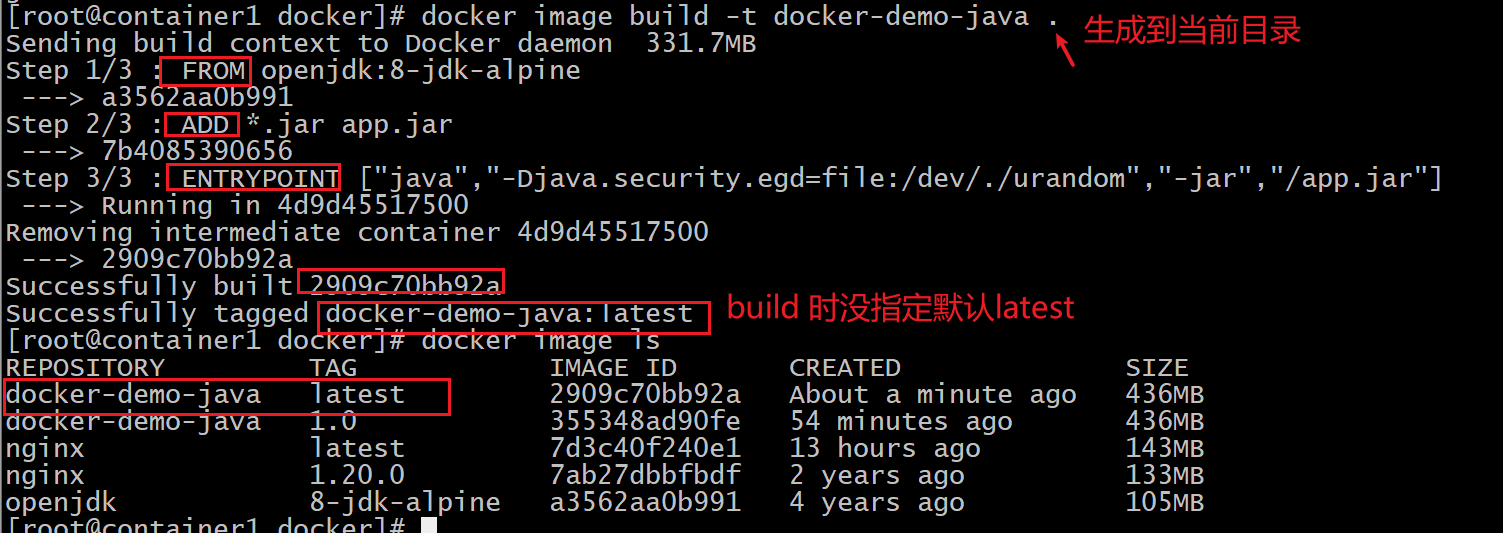 [root@container1 docker]# docker image build -t docker-demo-java . 生成到当前目录
Sending build context to Docker daemon  331.7MB
Step 1/3 : FROM openjdk:8-jdk-alpine
 ---> a3562aa0b991
Step 2/3 : ADD *.jar app.jar
 ---> 7b4085390656
Step 3/3 : ENTRYPOINT ["java","-Djava.security.egd=file:/dev/./urandom","-jar","/app.jar"]
 ---> Running in 4d9d45517500
Removing intermediate container 4d9d45517500
 ---> 2909c70bb92a
Successfully built 2909c70bb92a
Successfully tagged docker-demo-java:latest build 时没指定默认latest
[root@container1 docker]# docker image ls
REPOSITORY         TAG            IMAGE ID       CREATED              SIZE
docker-demo-java   latest         2909c70bb92a   About a minute ago   436MB
docker-demo-java   1.0            355348ad90fe   54 minutes ago       436MB
nginx              latest         7d3c40f240e1   13 hours ago         143MB
nginx              1.20.0         7ab27dbbfbdf   2 years ago          133MB
openjdk            8-jdk-alpine   a3562aa0b991   4 years ago          105MB
[root@container1 docker]#